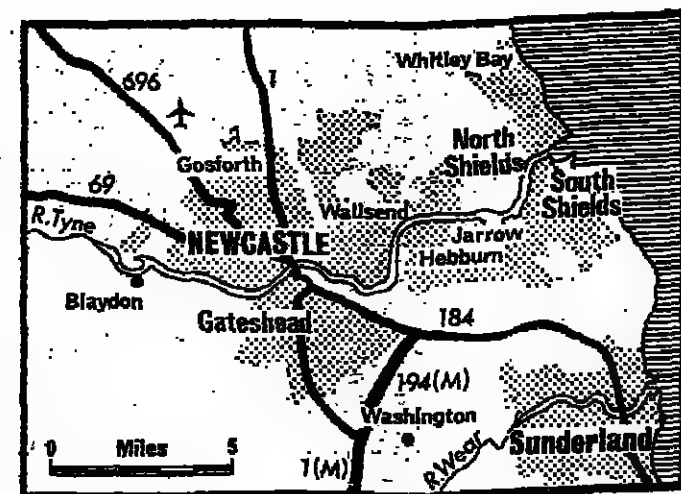 Whitley Bay
696
1
North
Shields
Gosforth
South
Shields
69
Wallsend
R.Tyne
NEWCASTLE
Jarrow
Hebburn
Blaydon
Gateshead
184
194(M)
Washington
0 Miles 5
Sunderland
R.Wear
1(M)